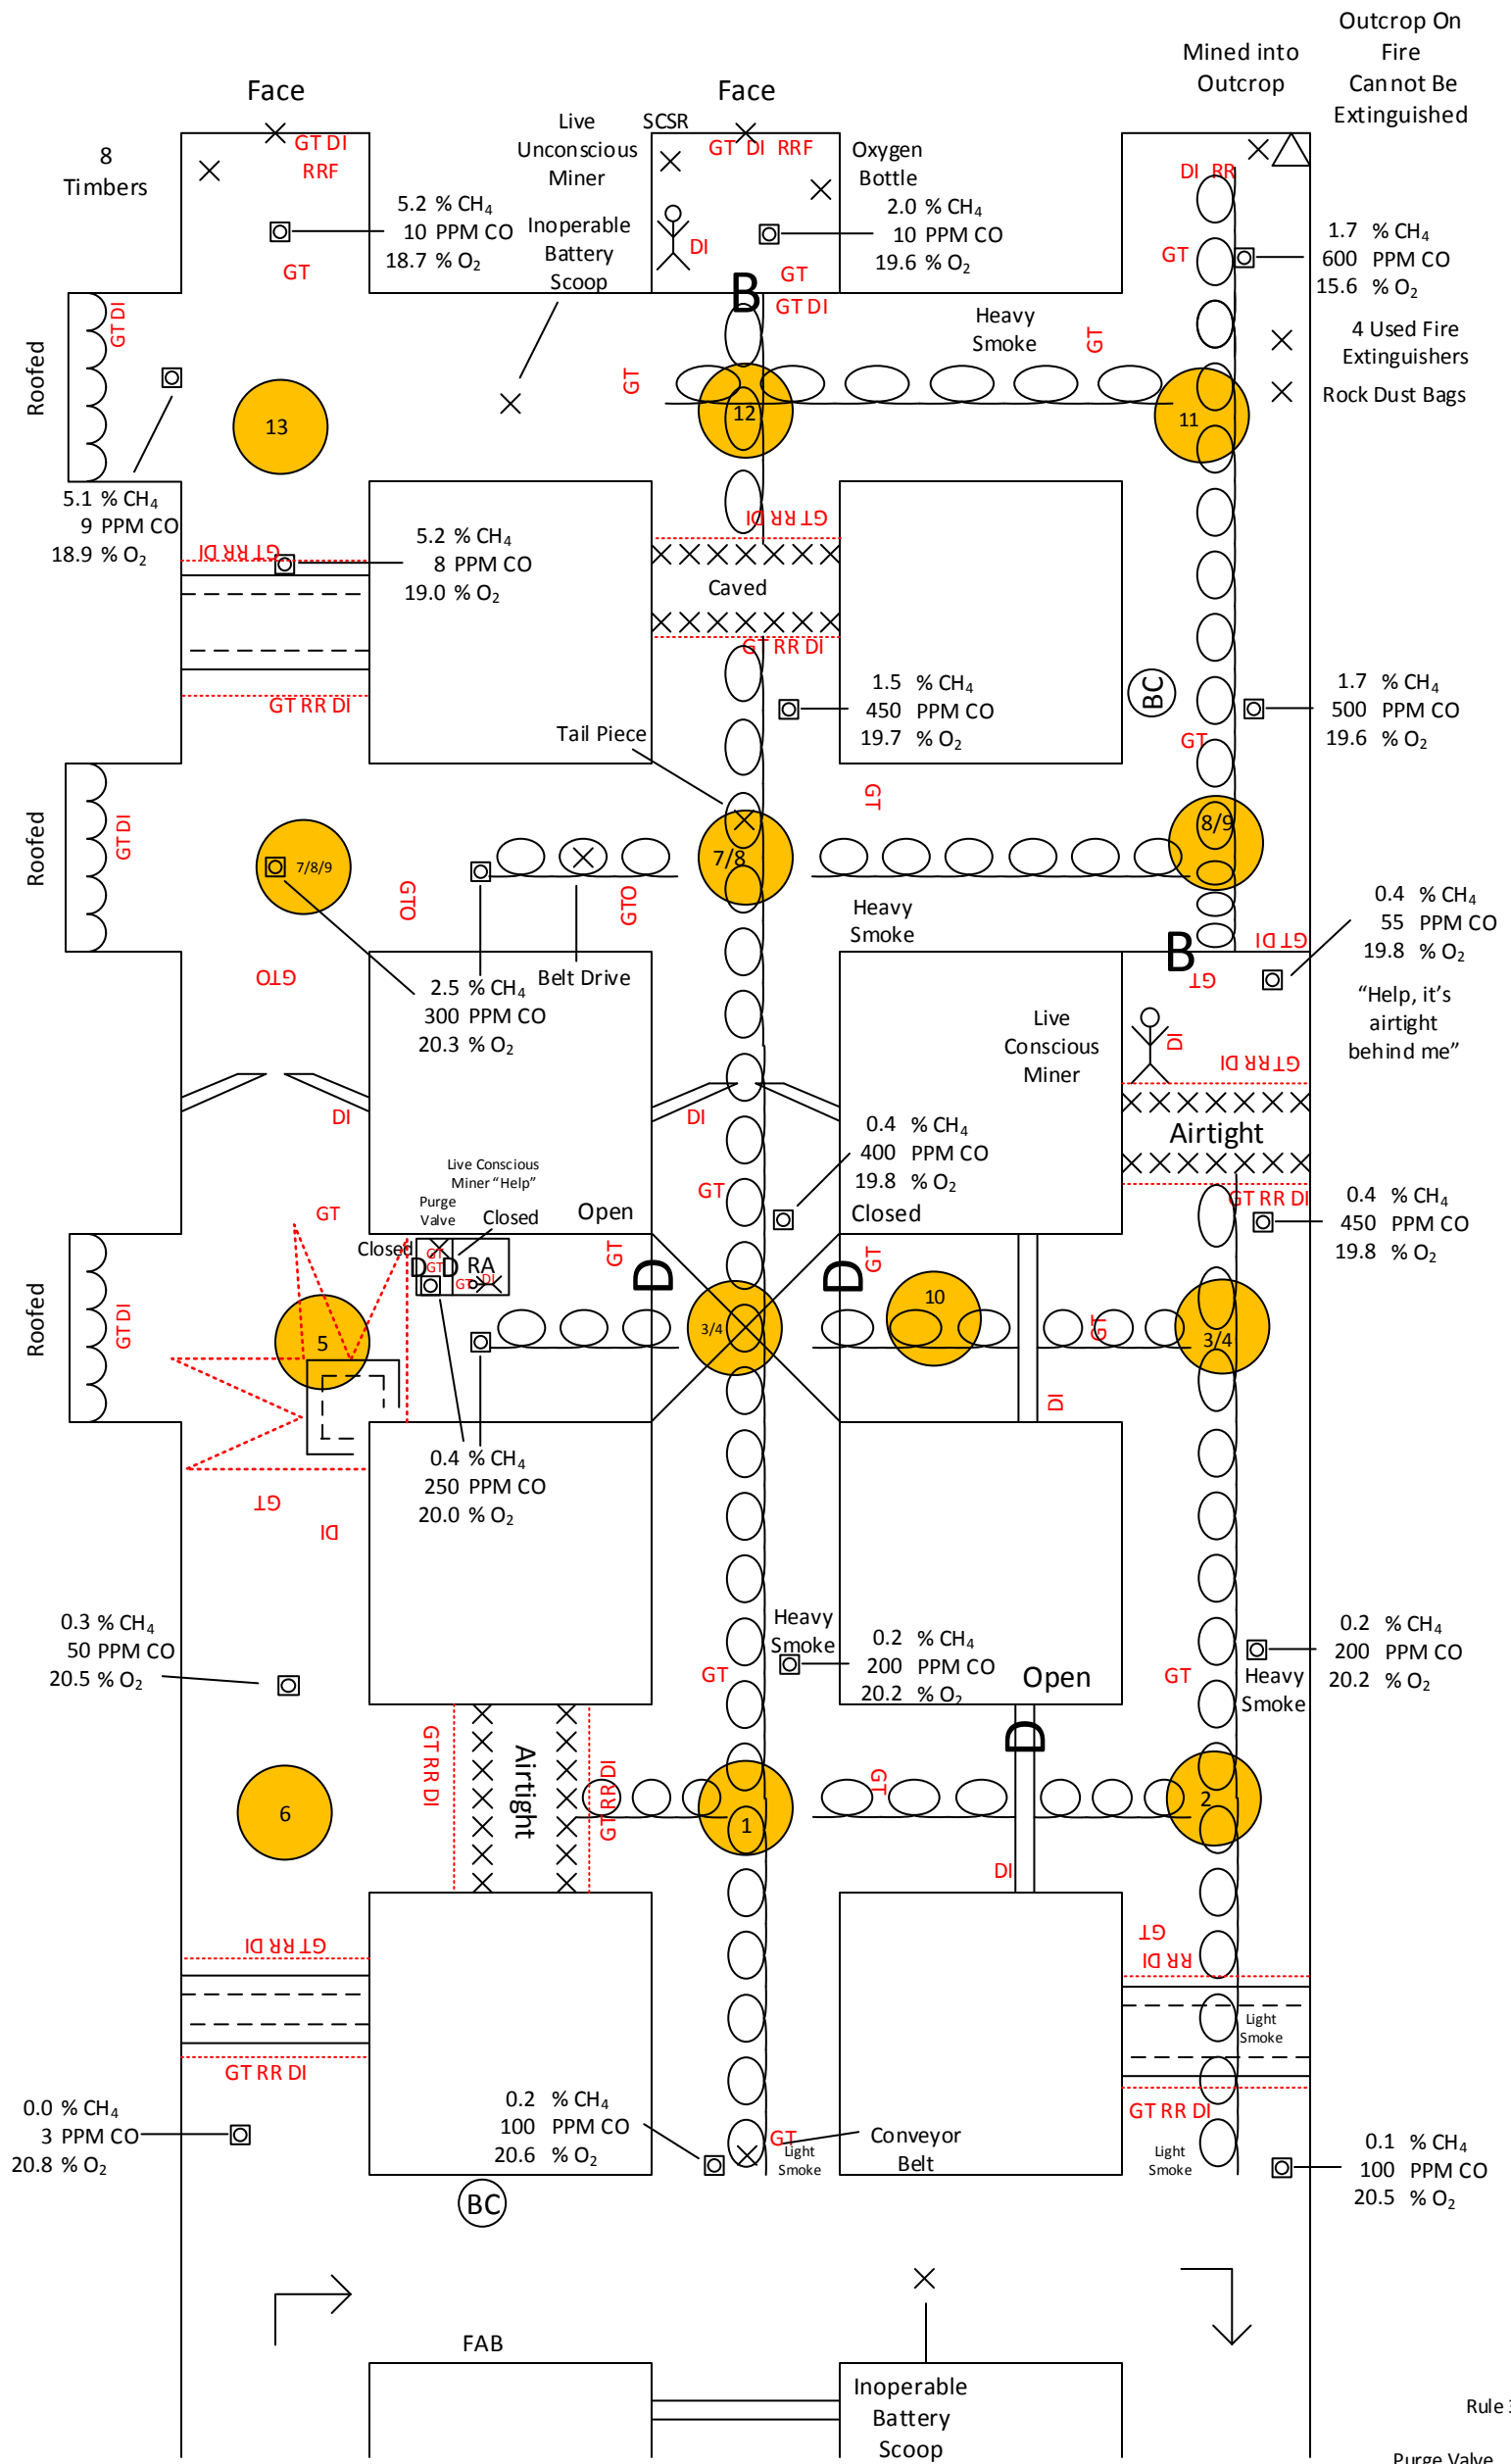 Outcrop On
Fire
Cannot Be
Extinguished
Mined into
Outcrop
Face
Face
8
Timbers
Live
Unconscious
Miner
SCSR
Oxygen
Bottle
GT DI
RRF
GT DI RRF
DI RR
Inoperable
Battery
Scoop
5.2 % CH₄
10 PPM CO
18.7 % O₂
2.0 % CH₄
10 PPM CO
19.6 % O₂
1.7 % CH₄
600 PPM CO
15.6 % O₂
DI
GT
GT
GT
B
GT DI
GT DI
Roofed
Heavy
Smoke
GT
GT
4 Used Fire
Extinguishers
Rock Dust Bags
13
12
11
5.1 % CH₄
9 PPM CO
18.9 % O₂
GT RR DI
5.2 % CH₄
8 PPM CO
19.0 % O₂
GT RR DI
Caved
GT RR DI
GT RR DI
1.5 % CH₄
450 PPM CO
19.7 % O₂
BC
1.7 % CH₄
500 PPM CO
19.6 % O₂
GT
Tail Piece
GT
Roofed
GT DI
7/8/9
7/8
8/9
GTO
GTO
GTO
Heavy
Smoke
0.4 % CH₄
55 PPM CO
19.8 % O₂
GT DI
B
GT
Belt Drive
2.5 % CH₄
300 PPM CO
20.3 % O₂
“Help, it’s
airtight
behind me”
Live
Conscious
Miner
DI
GT RR DI
DI
DI
Airtight
0.4 % CH₄
400 PPM CO
19.8 % O₂
GT RR DI
0.4 % CH₄
450 PPM CO
19.8 % O₂
Live Conscious
Miner “Help”
Purge
Valve
Closed
Closed
Open
Closed
GT
GT
GT
GT
GT
GT
D
D
RA
GT
DI
D
D
Roofed
GT DI
5
3/4
10
GT
3/4
DI
0.4 % CH₄
250 PPM CO
20.0 % O₂
GT
DI
0.3 % CH₄
50 PPM CO
20.5 % O₂
Heavy
Smoke
GT
0.2 % CH₄
200 PPM CO
20.2 % O₂
Open
GT
Heavy
Smoke
0.2 % CH₄
200 PPM CO
20.2 % O₂
D
GT RR DI
Airtight
GT RR DI
GT
6
1
2
DI
GT RR DI
GT
RR DI
Light
Smoke
GT RR DI
GT RR DI
0.0 % CH₄
3 PPM CO
20.8 % O₂
0.2 % CH₄
100 PPM CO
20.6 % O₂
GT
Light
Smoke
Conveyor
Belt
Light
Smoke
0.1 % CH₄
100 PPM CO
20.5 % O₂
BC
FAB
Inoperable
Battery
Scoop
Rule 3
Purge Valve